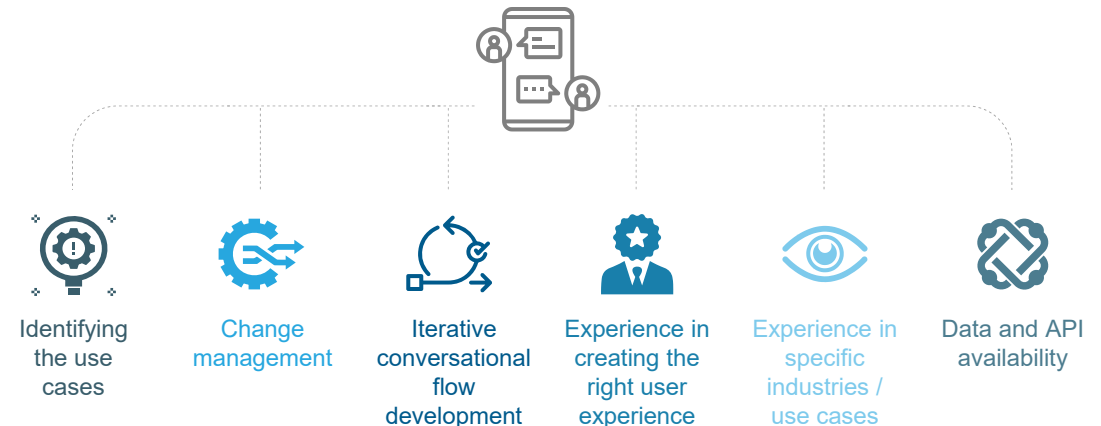 Identifying
the use
cases
Change
management
Iterative
conversational
flow
development
Experience in
creating the
right user
experience
Experience in
specific
industries /
use cases
Data and API
availability